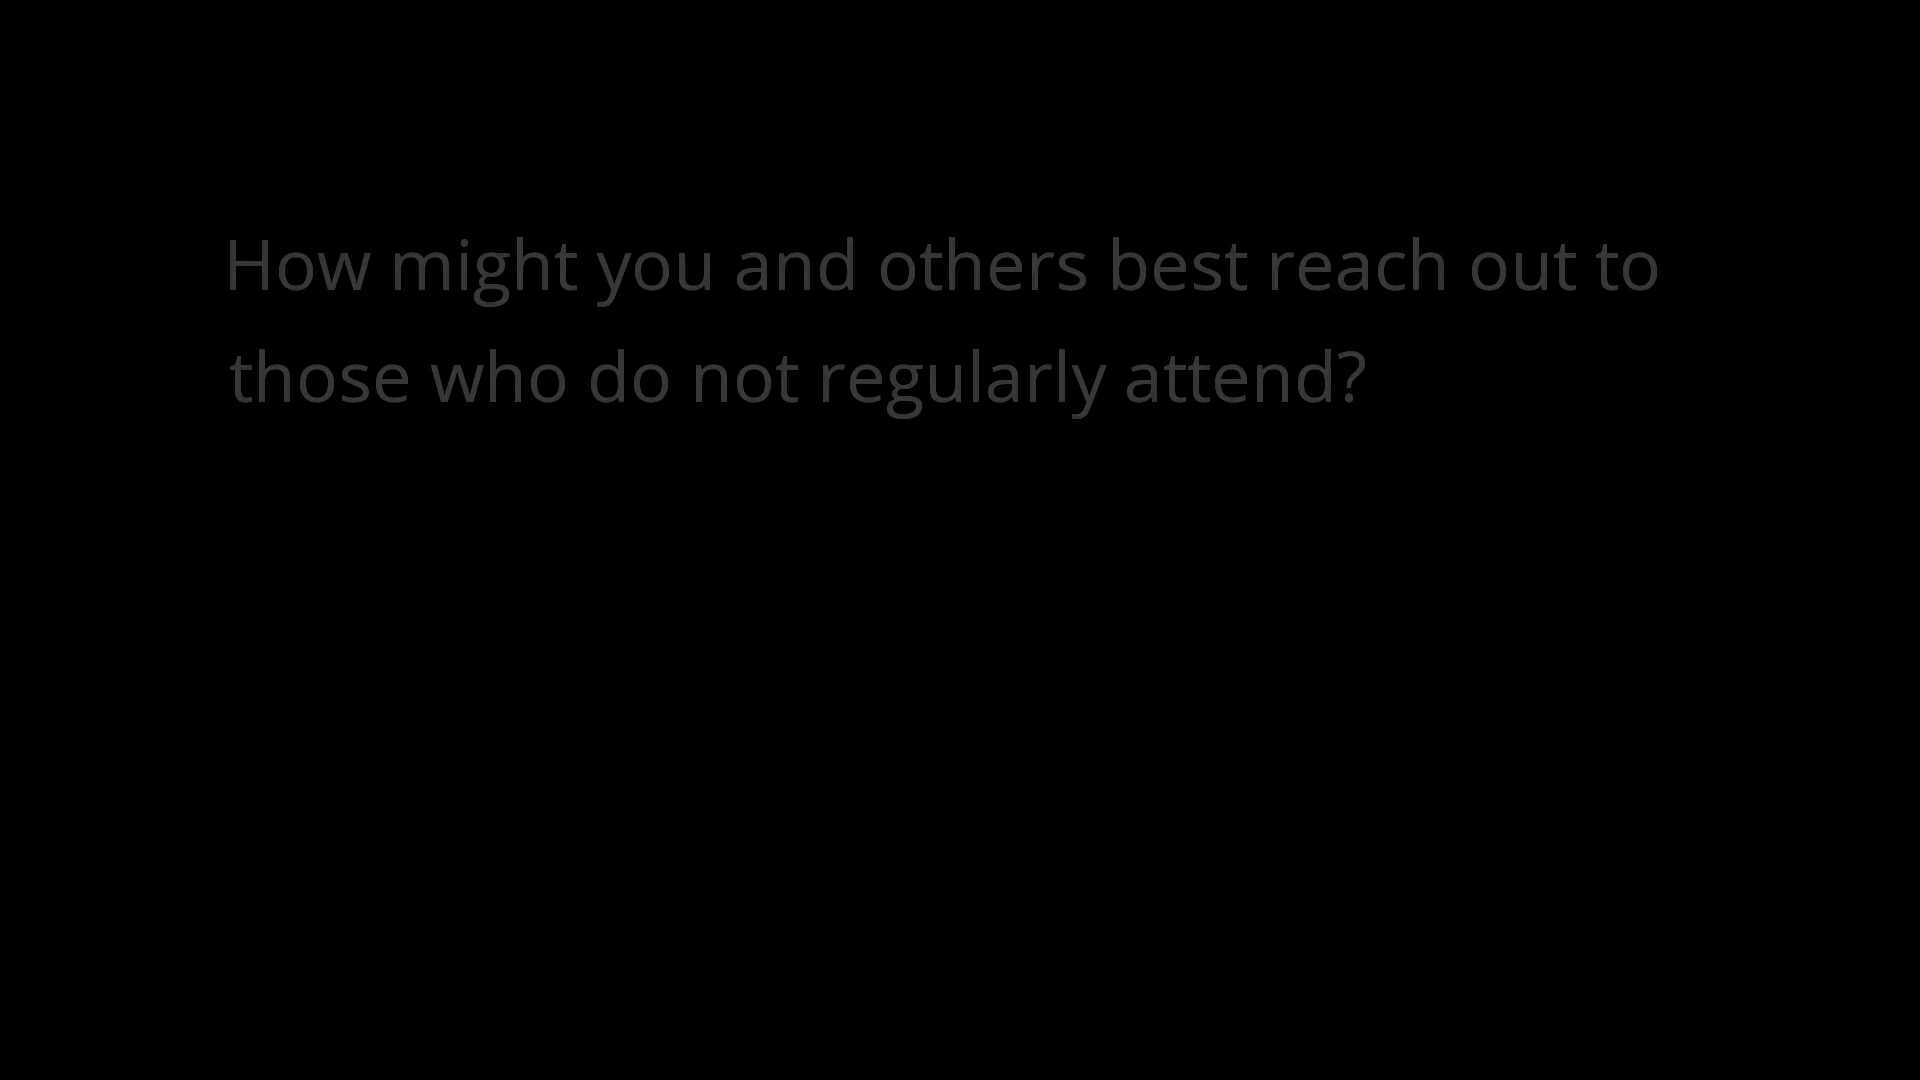 How might you and others best reach out to
those who do not regularly attend?